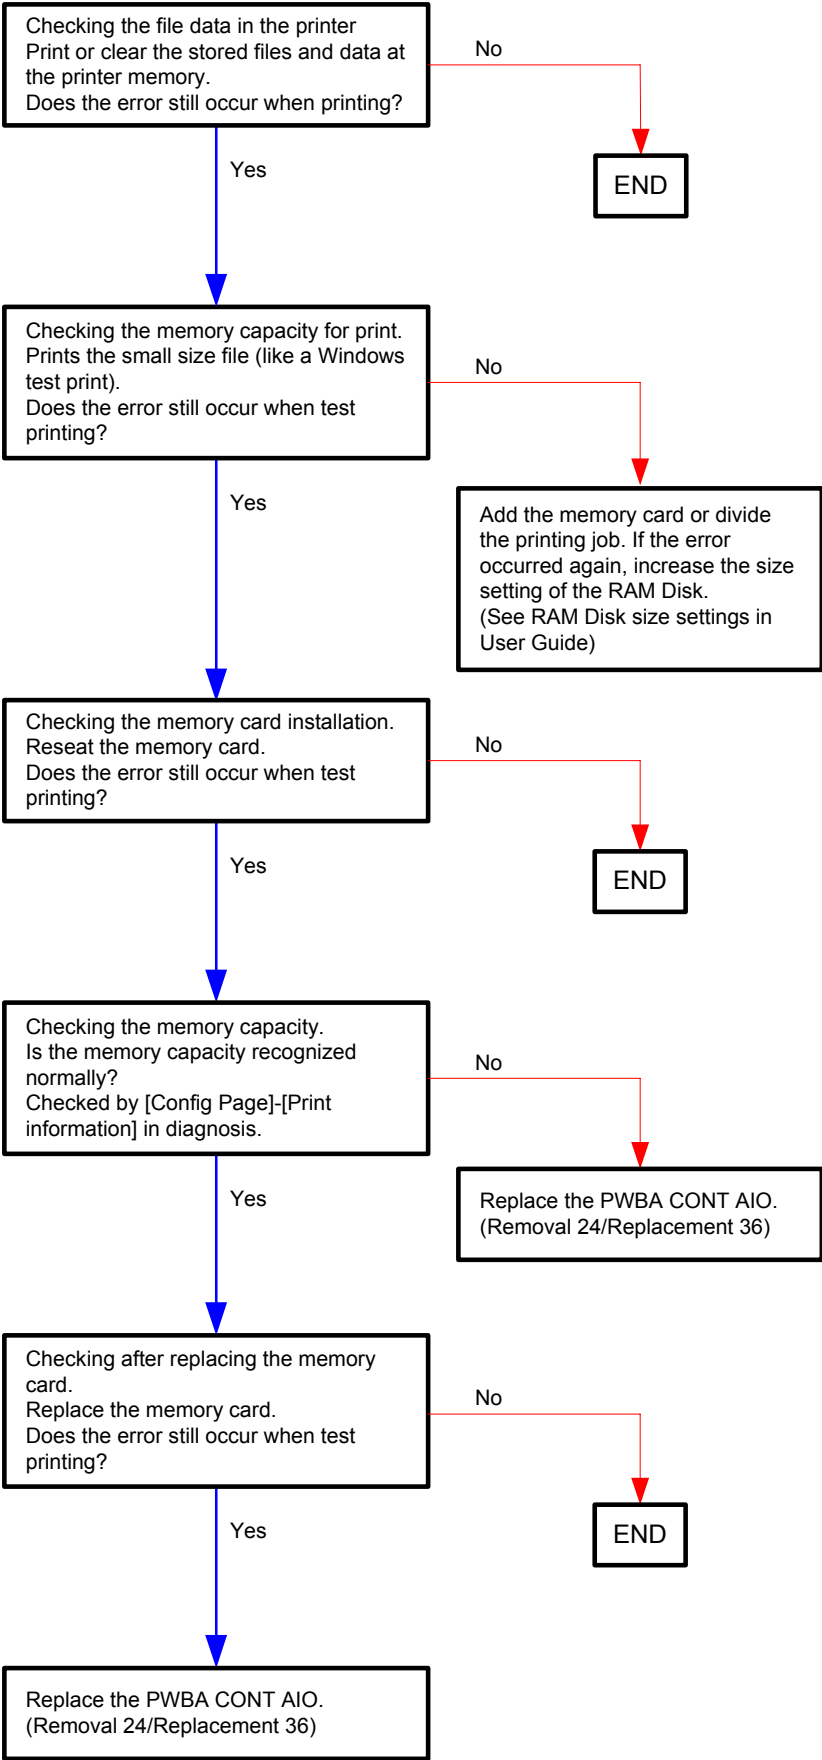 Checking the file data in the printer
Print or clear the stored files and data at
the printer memory.
Does the error still occur when printing?
No
END
Yes
Checking the memory capacity for print.
Prints the small size file (like a Windows
test print).
Does the error still occur when test
printing?
No
Add the memory card or divide
the printing job. If the error
occurred again, increase the size
setting of the RAM Disk.
(See RAM Disk size settings in
User Guide)
Yes
Checking the memory card installation.
Reseat the memory card.
Does the error still occur when test
printing?
No
END
Yes
Checking the memory capacity.
Is the memory capacity recognized
normally?
Checked by [Config Page]-[Print
information] in diagnosis.
No
Replace the PWBA CONT AIO.
(Removal 24/Replacement 36)
Yes
Checking after replacing the memory
card.
Replace the memory card.
Does the error still occur when test
printing?
No
END
Yes
Replace the PWBA CONT AIO.
(Removal 24/Replacement 36)